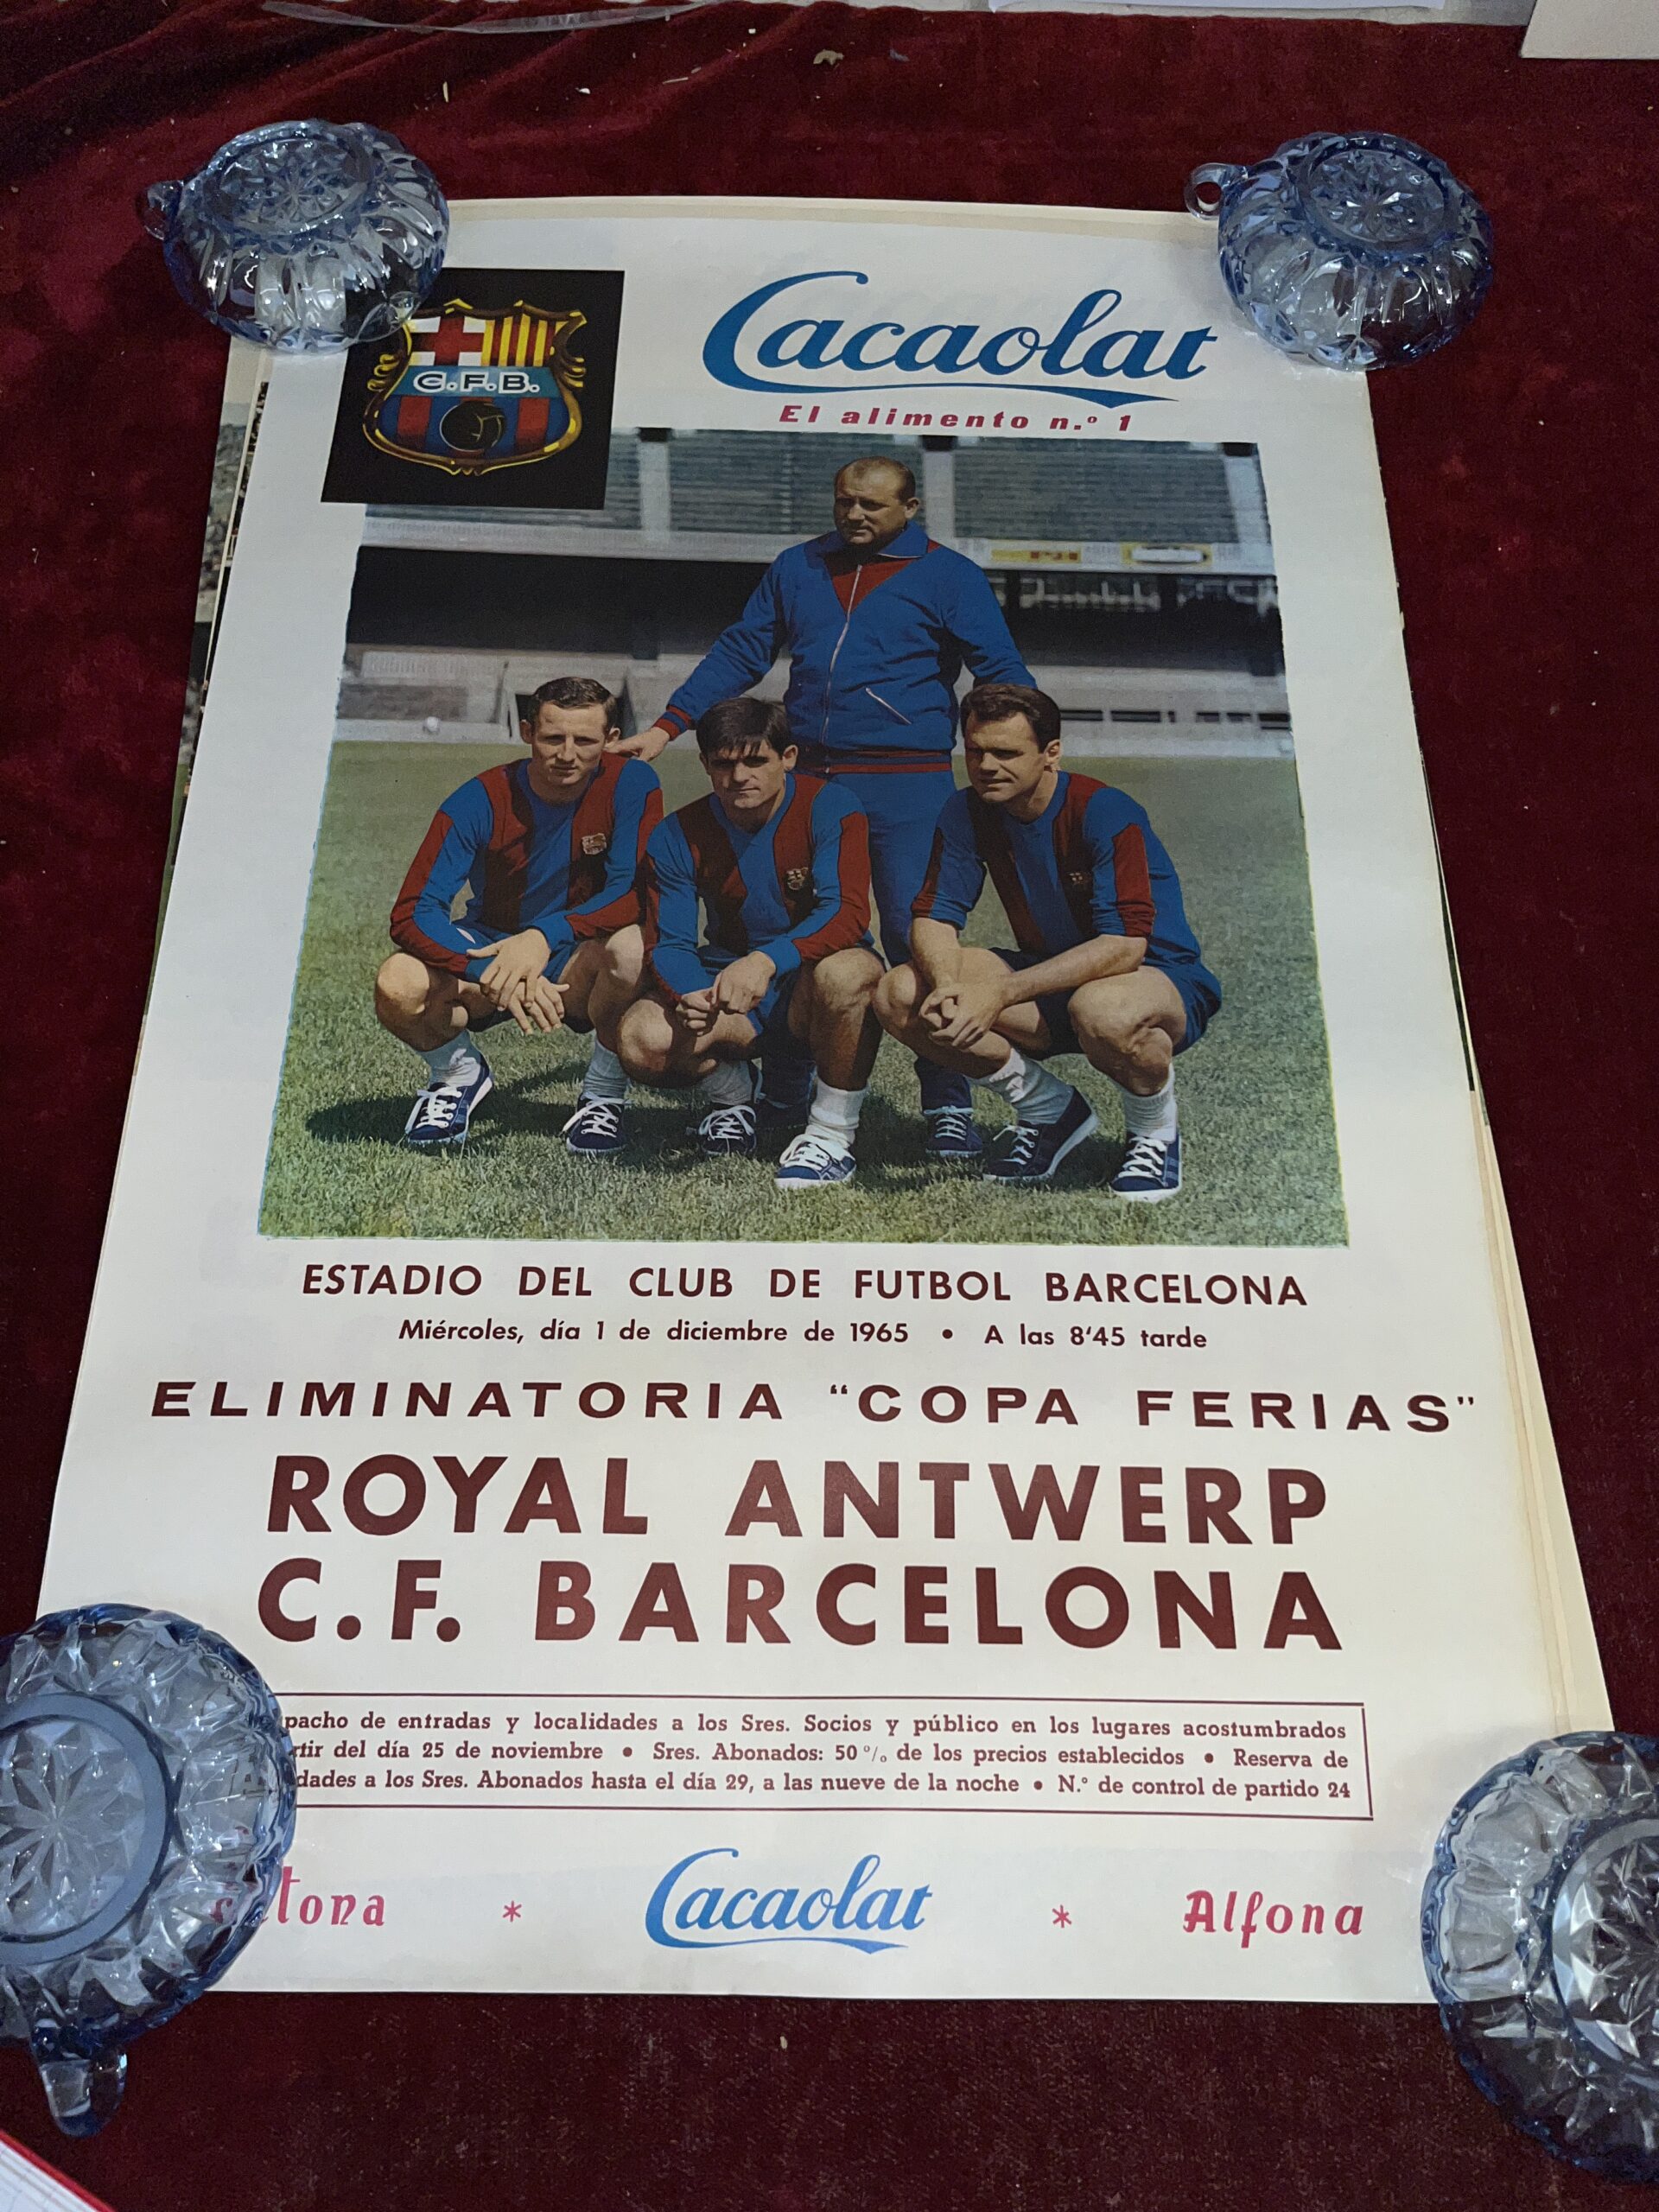 C.F.B.
Cacaolat
El alimento n.º 1
ESTADIO DEL CLUB DE FUTBOL BARCELONA
Miércoles, día 1 de diciembre de 1965 • A las 8'45 tarde
ELIMINATORIA "COPA FERIAS"
ROYAL ANTWERP
C.F. BARCELONA
pacho de entradas y localidades a los Sres. Socios y público en los lugares acostumbrados
rtir del día 25 de noviembre • Sres. Abonados: 50 % de los precios establecidos • Reserva de
dades a los Sres. Abonados hasta el día 29, a las nueve de la noche • N.º de control de partido 24
* Cacaolat * Alfona